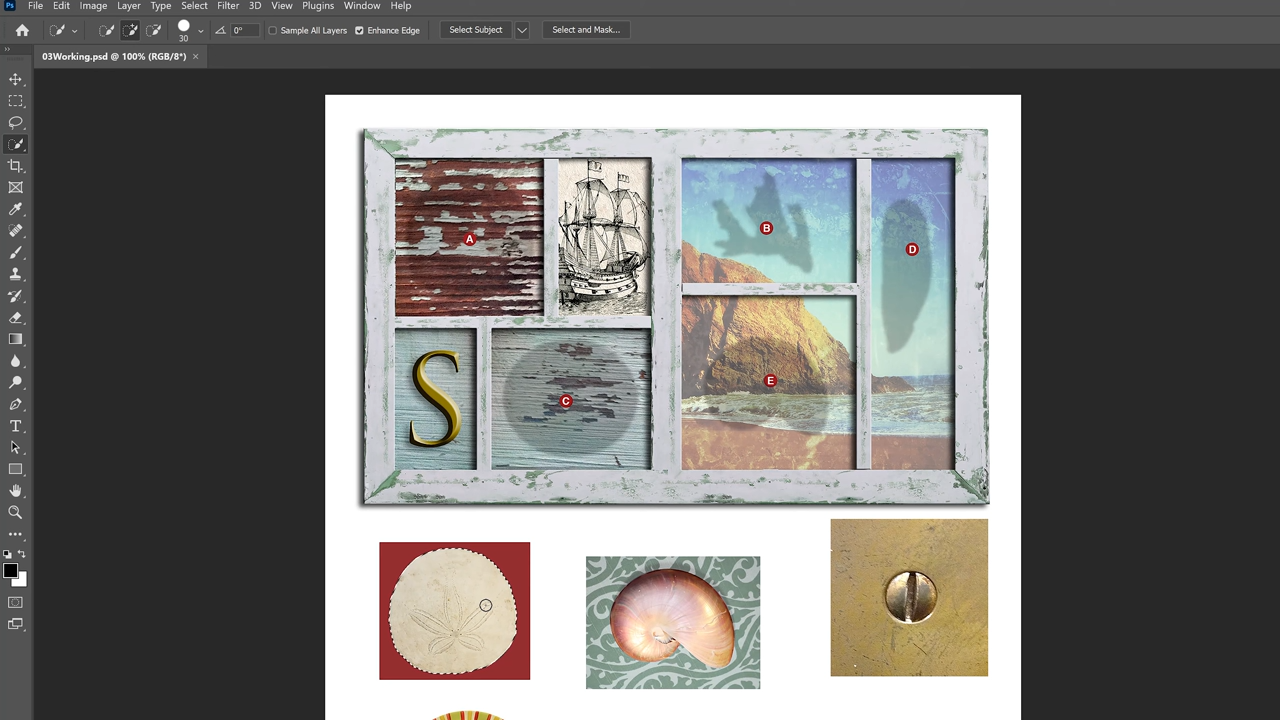 Ps File Edit Image Layer Type Select Filter 3D View Plugins Window Help
30 0° Sample All Layers Enhance Edge Select Subject Select and Mask...
03Working.psd @ 100% (RGB/8*) ×
A
B
D
S
C
E